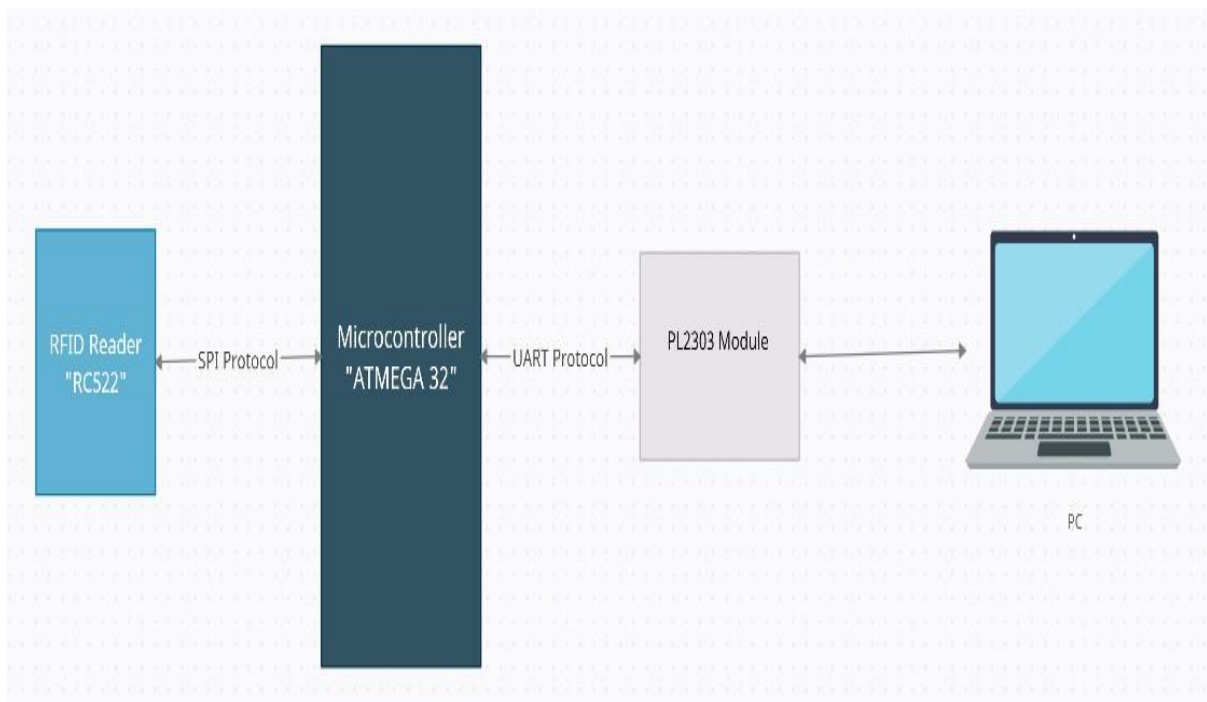 RFID Reader
"RC522"
SPI Protocol
Microcontroller
"ATMEGA 32"
UART Protocol
PL2303 Module
PC